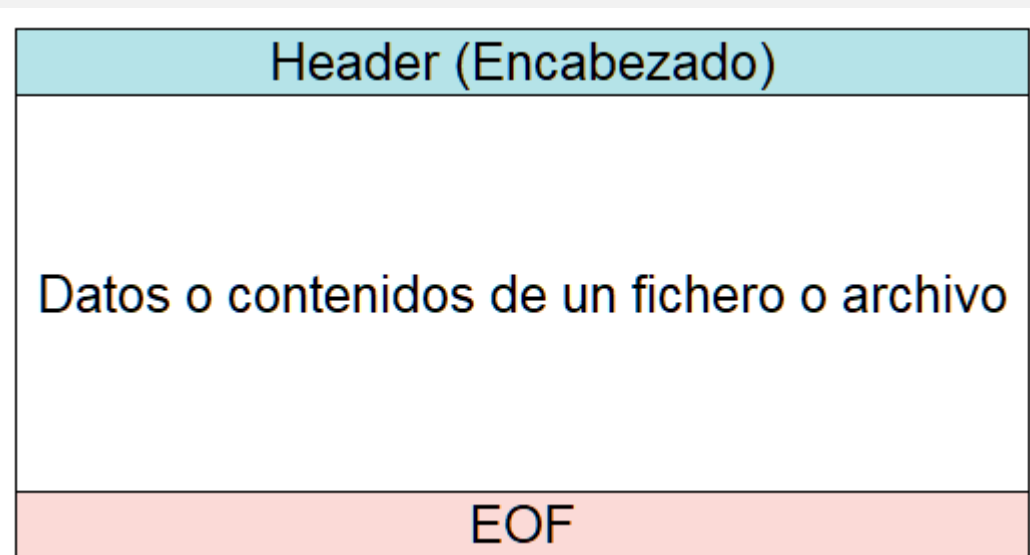 Header (Encabezado)
Datos o contenidos de un fichero o archivo
EOF